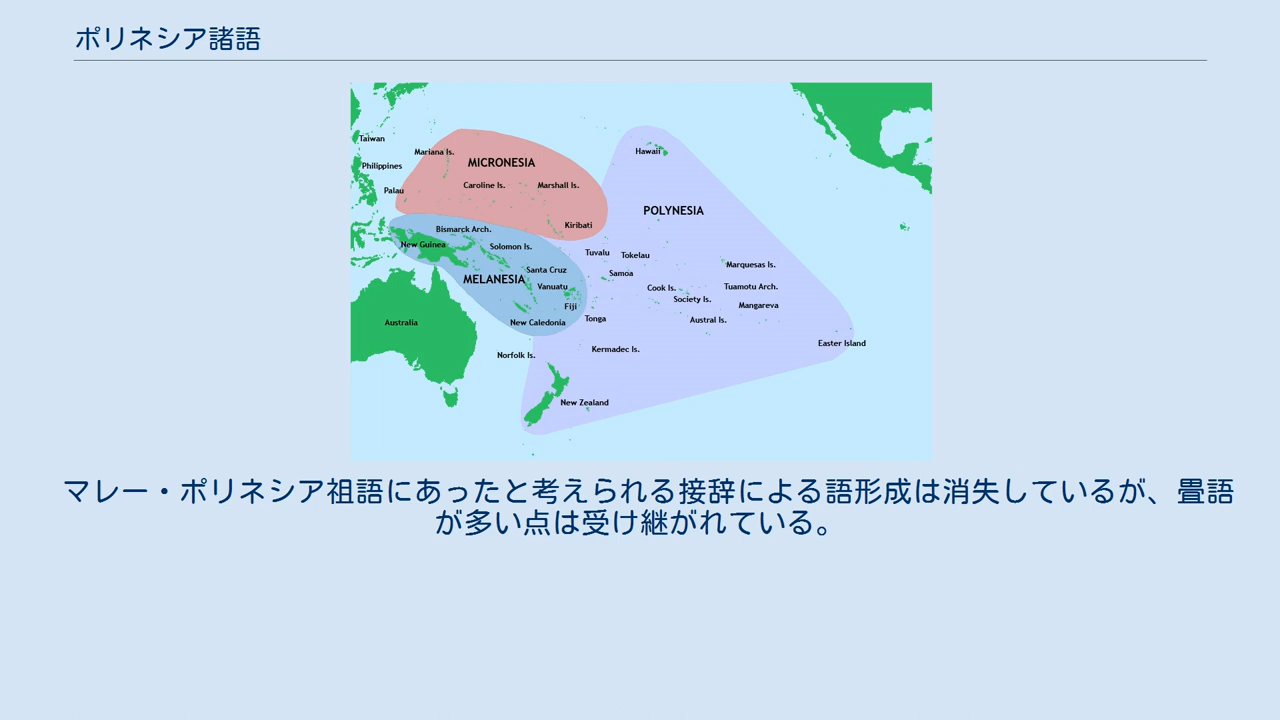 ポリネシア諸語
Taiwan
Mariana Is.
MICRONESIA
Hawaii
Philippines
Palau
Caroline Is.
Marshall Is.
POLYNESIA
Kiribati
Bismarck Arch.
New Guinea
Solomon Is.
Tuvalu
Tokelau
Santa Cruz
Samoa
Marquesas Is.
MELANESIA
Vanuatu
Cook Is.
Tuamotu Arch.
Society Is.
Fiji
Mangareva
Australia
New Caledonia
Tonga
Austral Is.
Norfolk Is.
Kermadec Is.
Easter Island
New Zealand
マレー・ポリネシア祖語にあったと考えられる接辞による語形成は消失しているが、畳語
が多い点は受け継がれている。